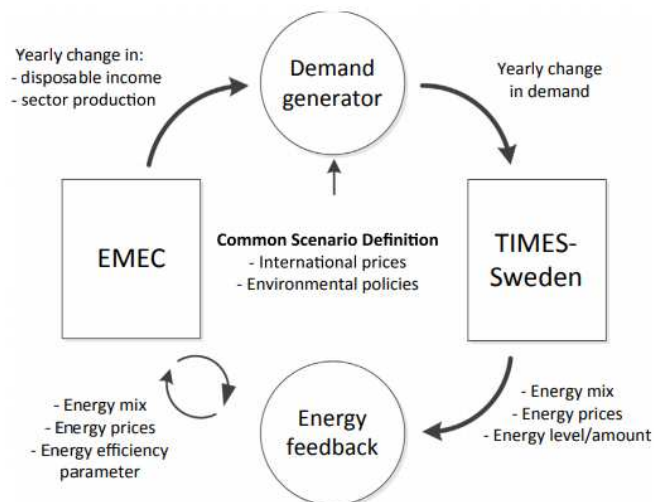 Yearly change in:
- disposable income
- sector production
Demand
generator
Yearly change
in demand
EMEC
Common Scenario Definition
- International prices
- Environmental policies
TIMES-
Sweden
- Energy mix
- Energy prices
- Energy efficiency
parameter
Energy
feedback
- Energy mix
- Energy prices
- Energy level/amount